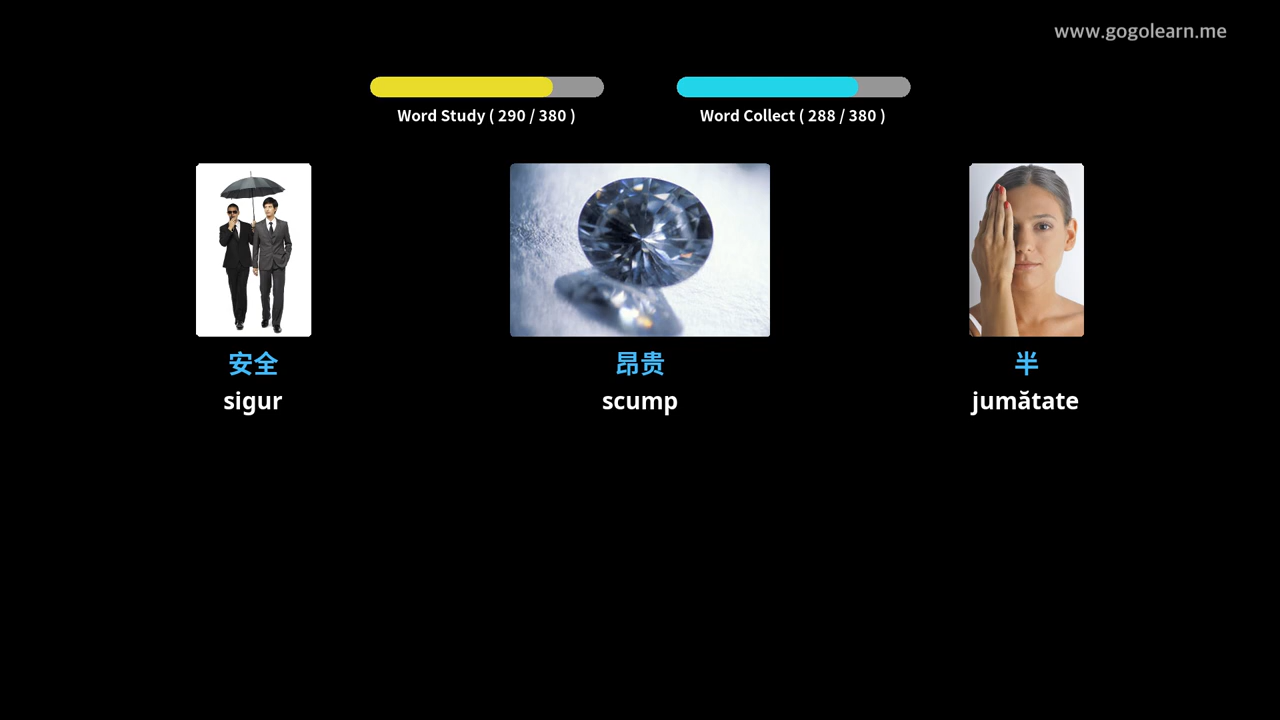 www.gogolearn.me
Word Study ( 290 / 380 )
Word Collect ( 288 / 380 )
安全
昂贵
半
sigur
scump
jumătate